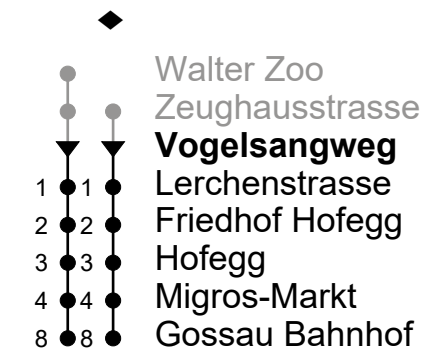 Walter Zoo
Zeughausstrasse
Vogelsangweg
1 1 Lerchenstrasse
2 2 Friedhof Hofegg
3 3 Hofegg
4 4 Migros-Markt
8 8 Gossau Bahnhof